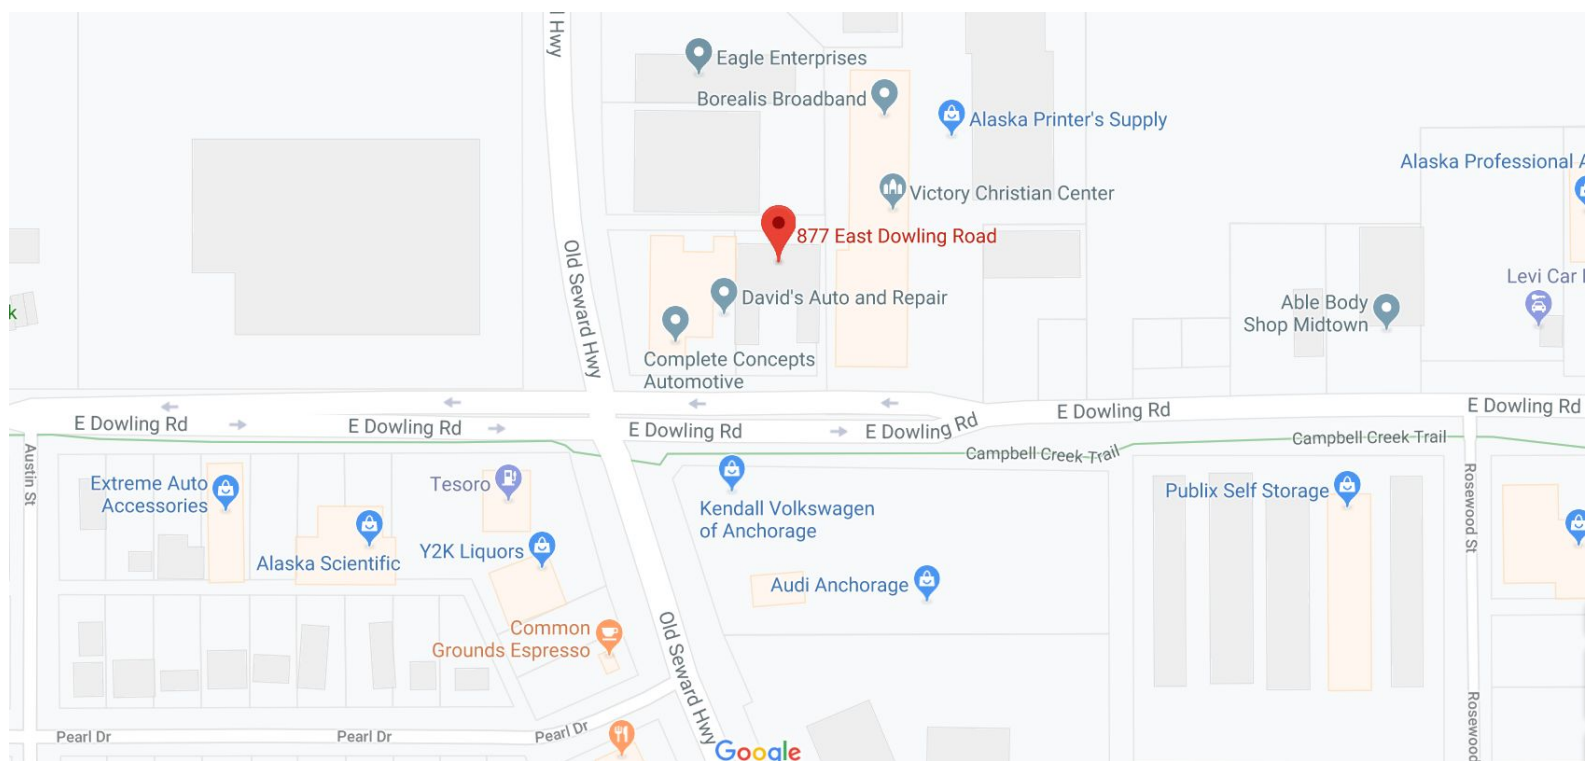 l Hwy
Eagle Enterprises
Borealis Broadband
Alaska Printer's Supply
Alaska Professional A
Victory Christian Center
877 East Dowling Road
Old Seward Hwy
David's Auto and Repair
Levi Car
Able Body
Shop Midtown
k
Complete Concepts
Automotive
E Dowling Rd
E Dowling Rd
E Dowling Rd
E Dowling Rd
E Dowling Rd
E Dowling Rd
Campbell Creek Trail
Campbell Creek Trail
Austin St
Extreme Auto
Accessories
Tesoro
Kendall Volkswagen
of Anchorage
Publix Self Storage
Rosewood St
Alaska Scientific
Y2K Liquors
Audi Anchorage
Common
Grounds Espresso
Old Seward Hwy
Rosewood
Pearl Dr
Pearl Dr
Pearl Dr
Google